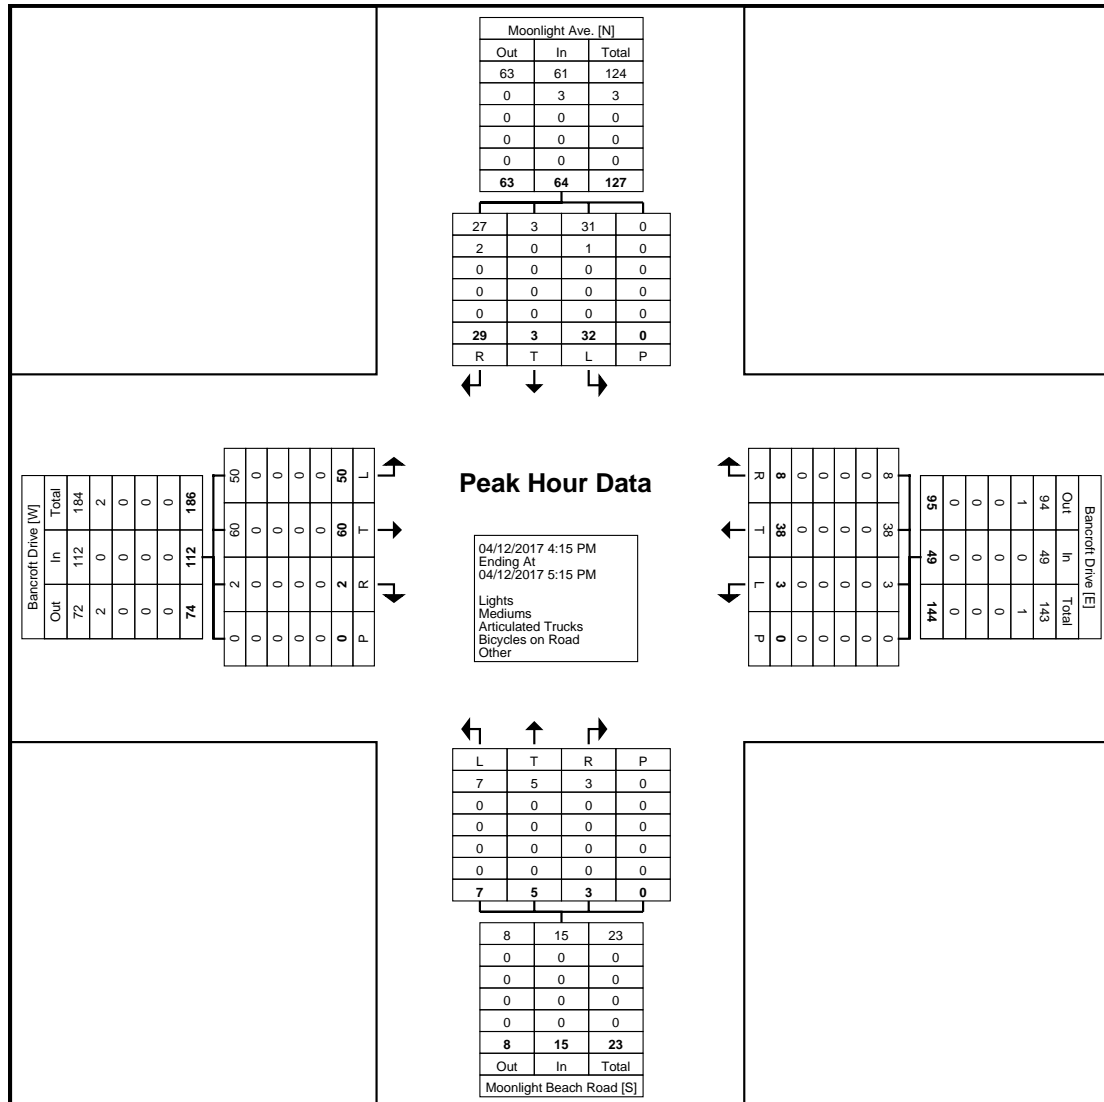 Moonlight Ave. [N]
Out In Total
63 61 124
0 3 3
0 0 0
0 0 0
0 0 0
63 64 127
27 3 31 0
2 0 1 0
0 0 0 0
0 0 0 0
0 0 0 0
29 3 32 0
R T L P
Bancroft Drive [W]
Total In Out
184 112 72
2 0 2
0 0 0
0 0 0
0 0 0
186 112 74
50 60 2 0
0 0 0 0
0 0 0 0
0 0 0 0
0 0 0 0
50 60 2 0
L T R P
Peak Hour Data
04/12/2017 4:15 PM
Ending At
04/12/2017 5:15 PM
Lights
Mediums
Articulated Trucks
Bicycles on Road
Other
R T L P
8 38 3 0
0 0 0 0
0 0 0 0
0 0 0 0
0 0 0 0
8 38 3 0
Bancroft Drive [E]
Out In Total
94 49 143
1 0 1
0 0 0
0 0 0
0 0 0
95 49 144
L T R P
7 5 3 0
0 0 0 0
0 0 0 0
0 0 0 0
0 0 0 0
7 5 3 0
8 15 23
0 0 0
0 0 0
0 0 0
0 0 0
8 15 23
Out In Total
Moonlight Beach Road [S]